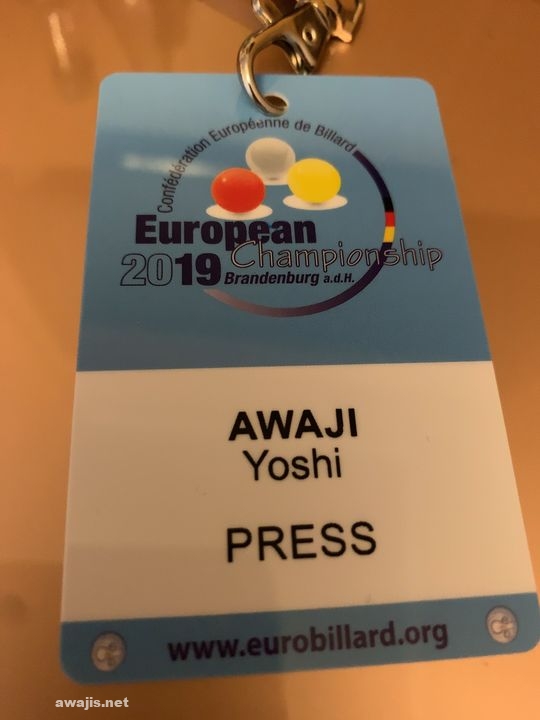 Confédération Européenne de Billard
European
Championship
2019 Brandenburg a.d.H.
AWAJI
Yoshi
PRESS
www.eurobillard.org
awajis.net